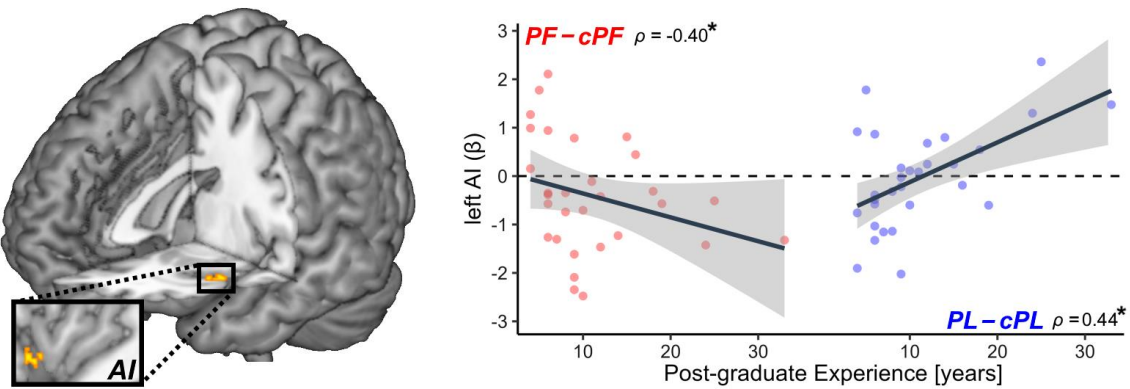 AI
PF – cPF ρ = -0.40*
3
2
1
0
-1
-2
-3
left AI (β)
PL – cPL ρ = 0.44*
10 20 30 10 20 30
Post-graduate Experience [years]